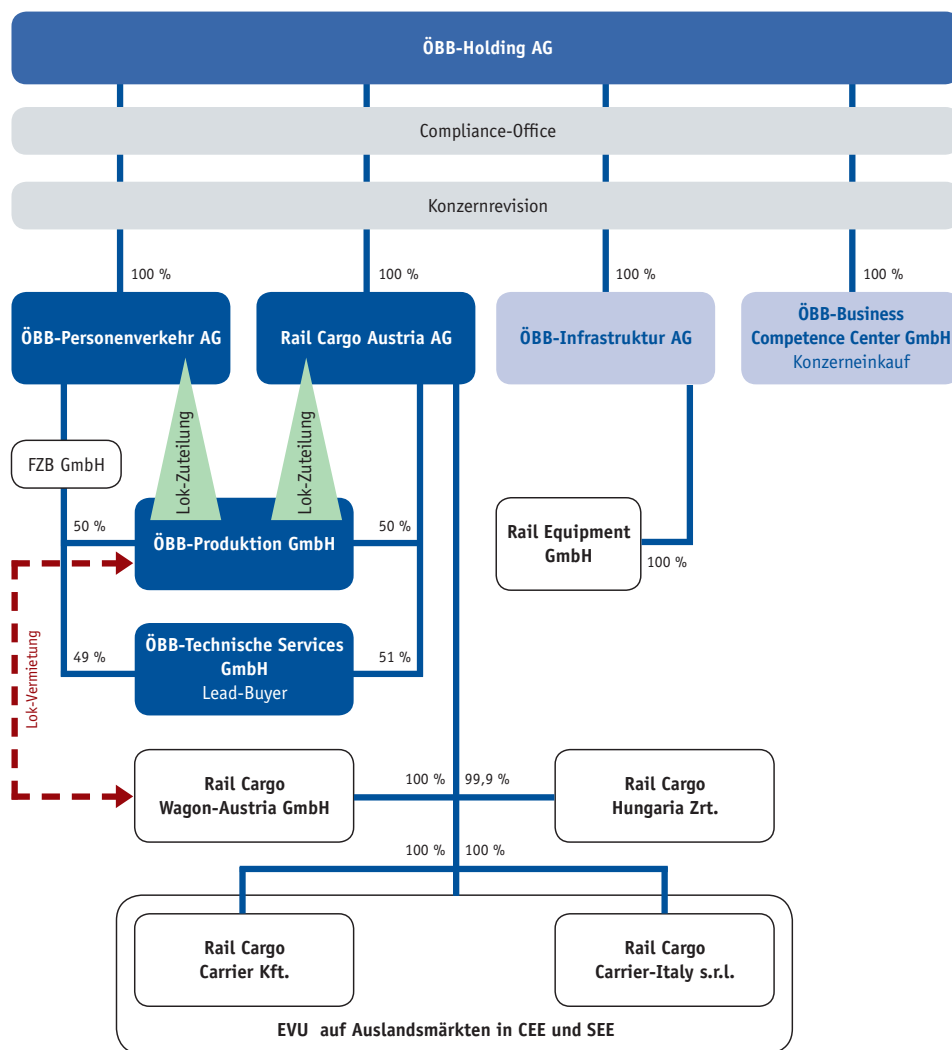 ÖBB-Holding AG
Compliance-Office
Konzernrevision
100 %
100 %
100 %
100 %
ÖBB-Personenverkehr AG
Rail Cargo Austria AG
ÖBB-Infrastruktur AG
ÖBB-Business
Competence Center GmbH
Konzerneinkauf
Lok-Zuteilung
Lok-Zuteilung
FZB GmbH
50 %
ÖBB-Produktion GmbH
50 %
Rail Equipment
GmbH
100 %
49 %
ÖBB-Technische Services
GmbH
Lead-Buyer
51 %
Lok-Vermietung
Rail Cargo
Wagon-Austria GmbH
100 %
99,9 %
Rail Cargo
Hungaria Zrt.
100 %
100 %
Rail Cargo
Carrier Kft.
Rail Cargo
Carrier-Italy s.r.l.
EVU auf Auslandsmärkten in CEE und SEE